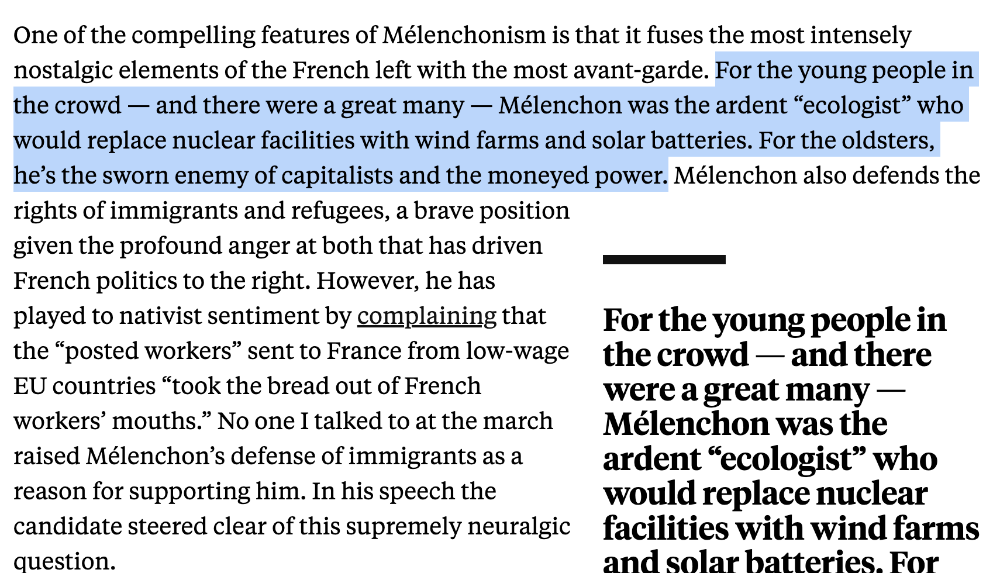 One of the compelling features of Mélenchonism is that it fuses the most intensely
nostalgic elements of the French left with the most avant-garde. For the young people in
the crowd — and there were a great many — Mélenchon was the ardent “ecologist” who
would replace nuclear facilities with wind farms and solar batteries. For the oldsters,
he’s the sworn enemy of capitalists and the moneyed power. Mélenchon also defends the
rights of immigrants and refugees, a brave position
given the profound anger at both that has driven
French politics to the right. However, he has
played to nativist sentiment by complaining that
the “posted workers” sent to France from low-wage
EU countries “took the bread out of French
workers’ mouths.” No one I talked to at the march
raised Mélenchon’s defense of immigrants as a
reason for supporting him. In his speech the
candidate steered clear of this supremely neuralgic
question.
For the young people in
the crowd — and there
were a great many —
Mélenchon was the
ardent “ecologist” who
would replace nuclear
facilities with wind farms
and solar batteries. For